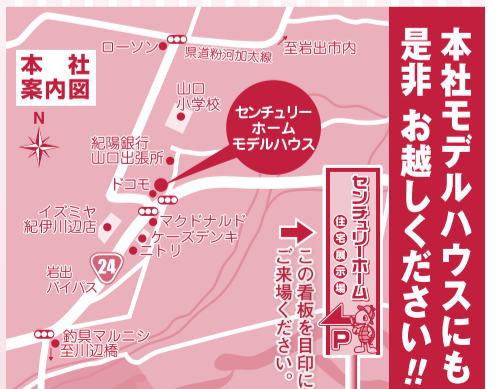 本社モデルハウスにも
是非 お越しください!!
本社
案内図
N
ローソン
県道粉河加太線
至岩出市内
山口
小学校
センチュリー
ホーム
モデルハウス
紀陽銀行
山口出張所
ドコモ
イズミヤ
紀伊川辺店
マクドナルド
ケーズデンキ
ニトリ
24
岩出
バイパス
釣具マルニシ
至川辺橋
センチュリーホーム
住宅展示場
P
この看板を目印に
ご来場ください。